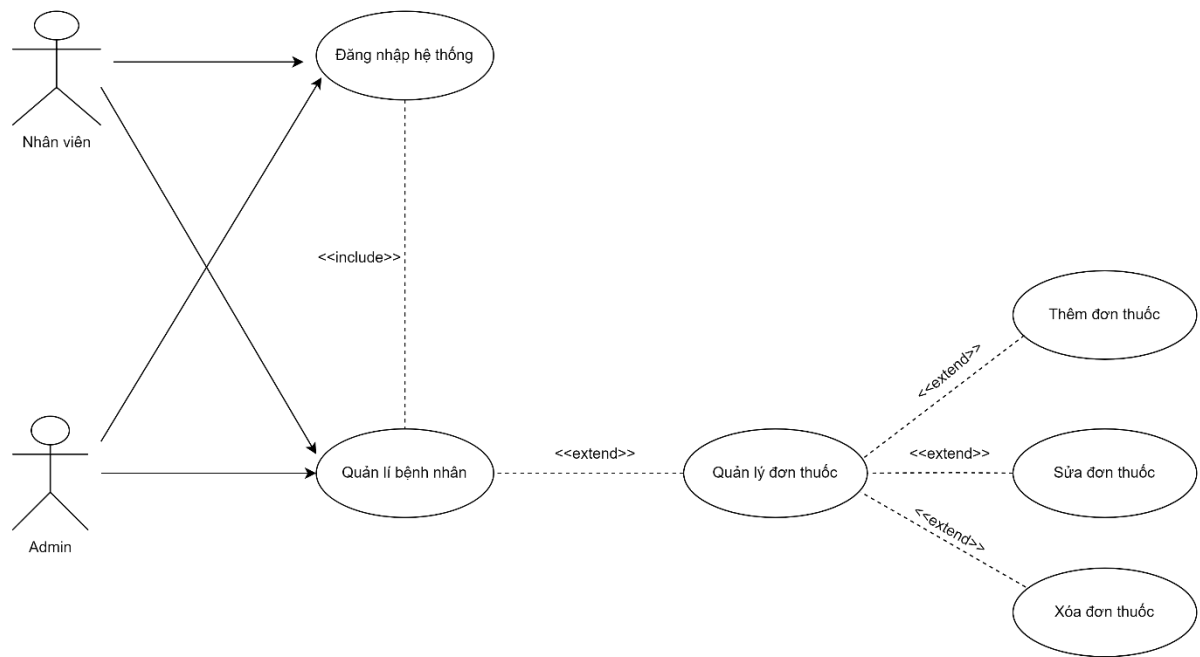 Đăng nhập hệ thống
Nhân viên
<<include>>
Thêm đơn thuốc
<<extend>>
Quản lí bệnh nhân
<<extend>>
Quản lý đơn thuốc
<<extend>>
Sửa đơn thuốc
<<extend>>
Admin
Xóa đơn thuốc